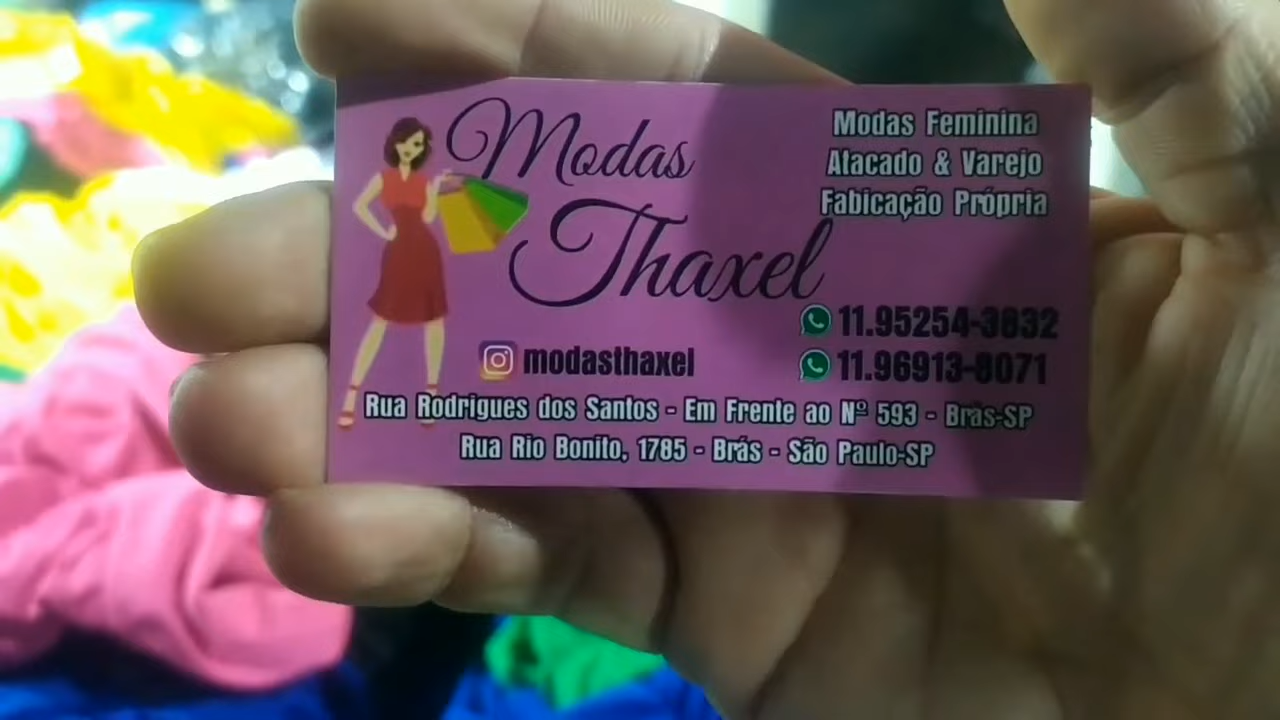 Modas
Thaxel
Modas Feminina
Atacado & Varejo
Fabicação Própria
11.95254-3832
modasthaxel
11.96913-8071
Rua Rodrigues dos Santos - Em Frente ao Nº 593 - Brás-SP
Rua Rio Bonito, 1785 - Brás - São Paulo-SP